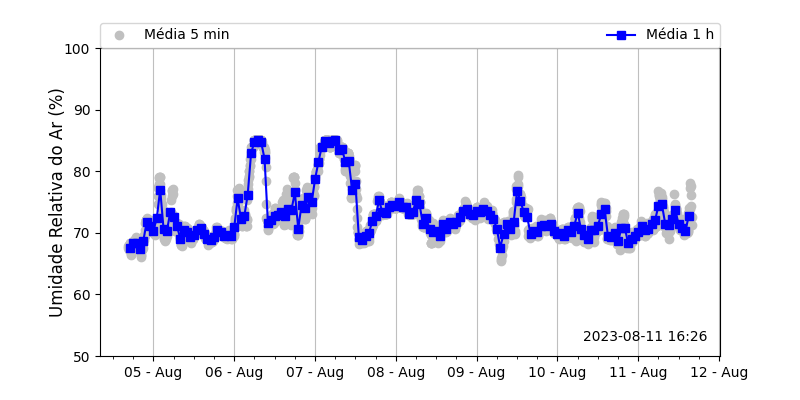 Média 5 min
Média 1 h
Umidade Relativa do Ar (%)
100
90
80
70
60
50
2023-08-11 16:26
05 - Aug
06 - Aug
07 - Aug
08 - Aug
09 - Aug
10 - Aug
11 - Aug
12 - Aug